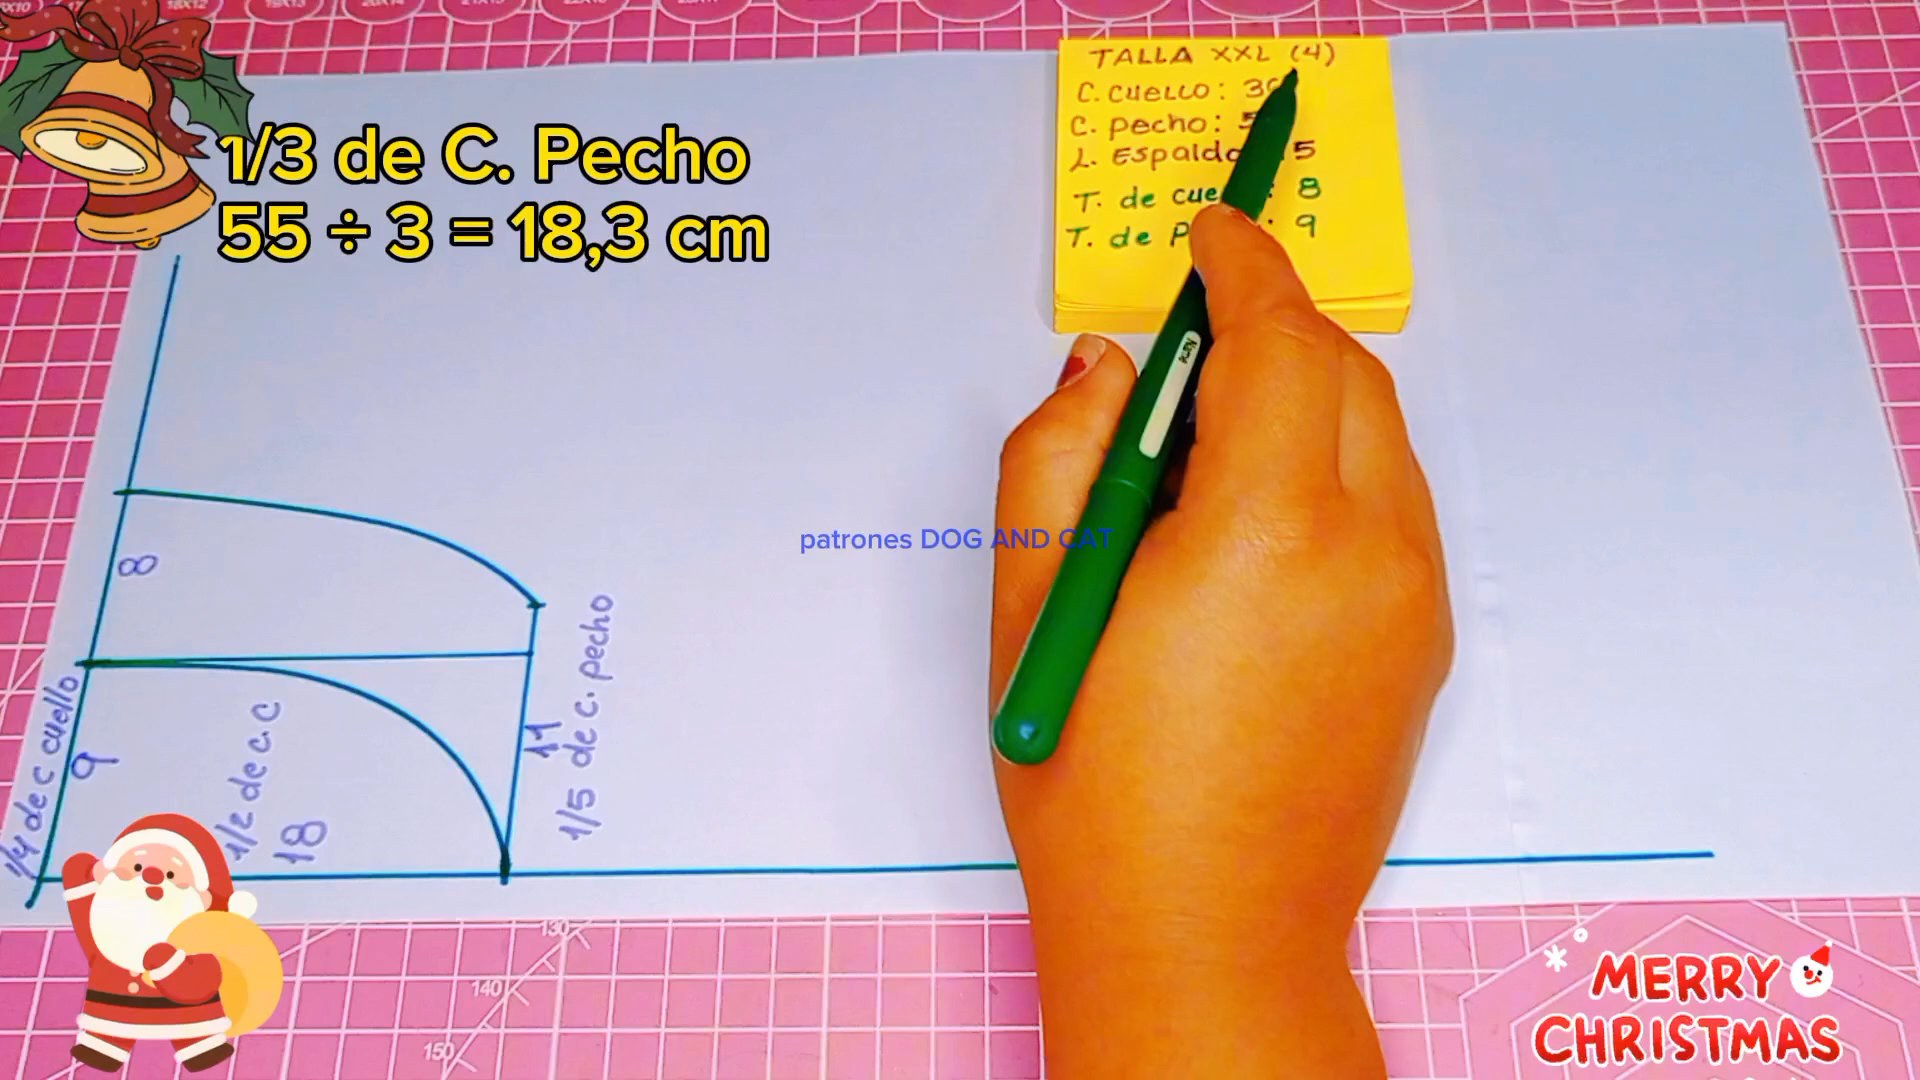 1/3 de C. Pecho
55 ÷ 3 = 18,3 cm
TALLA XXL (4)
C. CUELLO: 3
C. pecho: 5
L. Espalda 5
T. de cue : 8
T. de P : 9
patrones DOG AND CAT
8
1/4 de c cuello
9
1/2 de c. c
18
11
1/5 de c. pecho
130
140
150
MERRY
CHRISTMAS